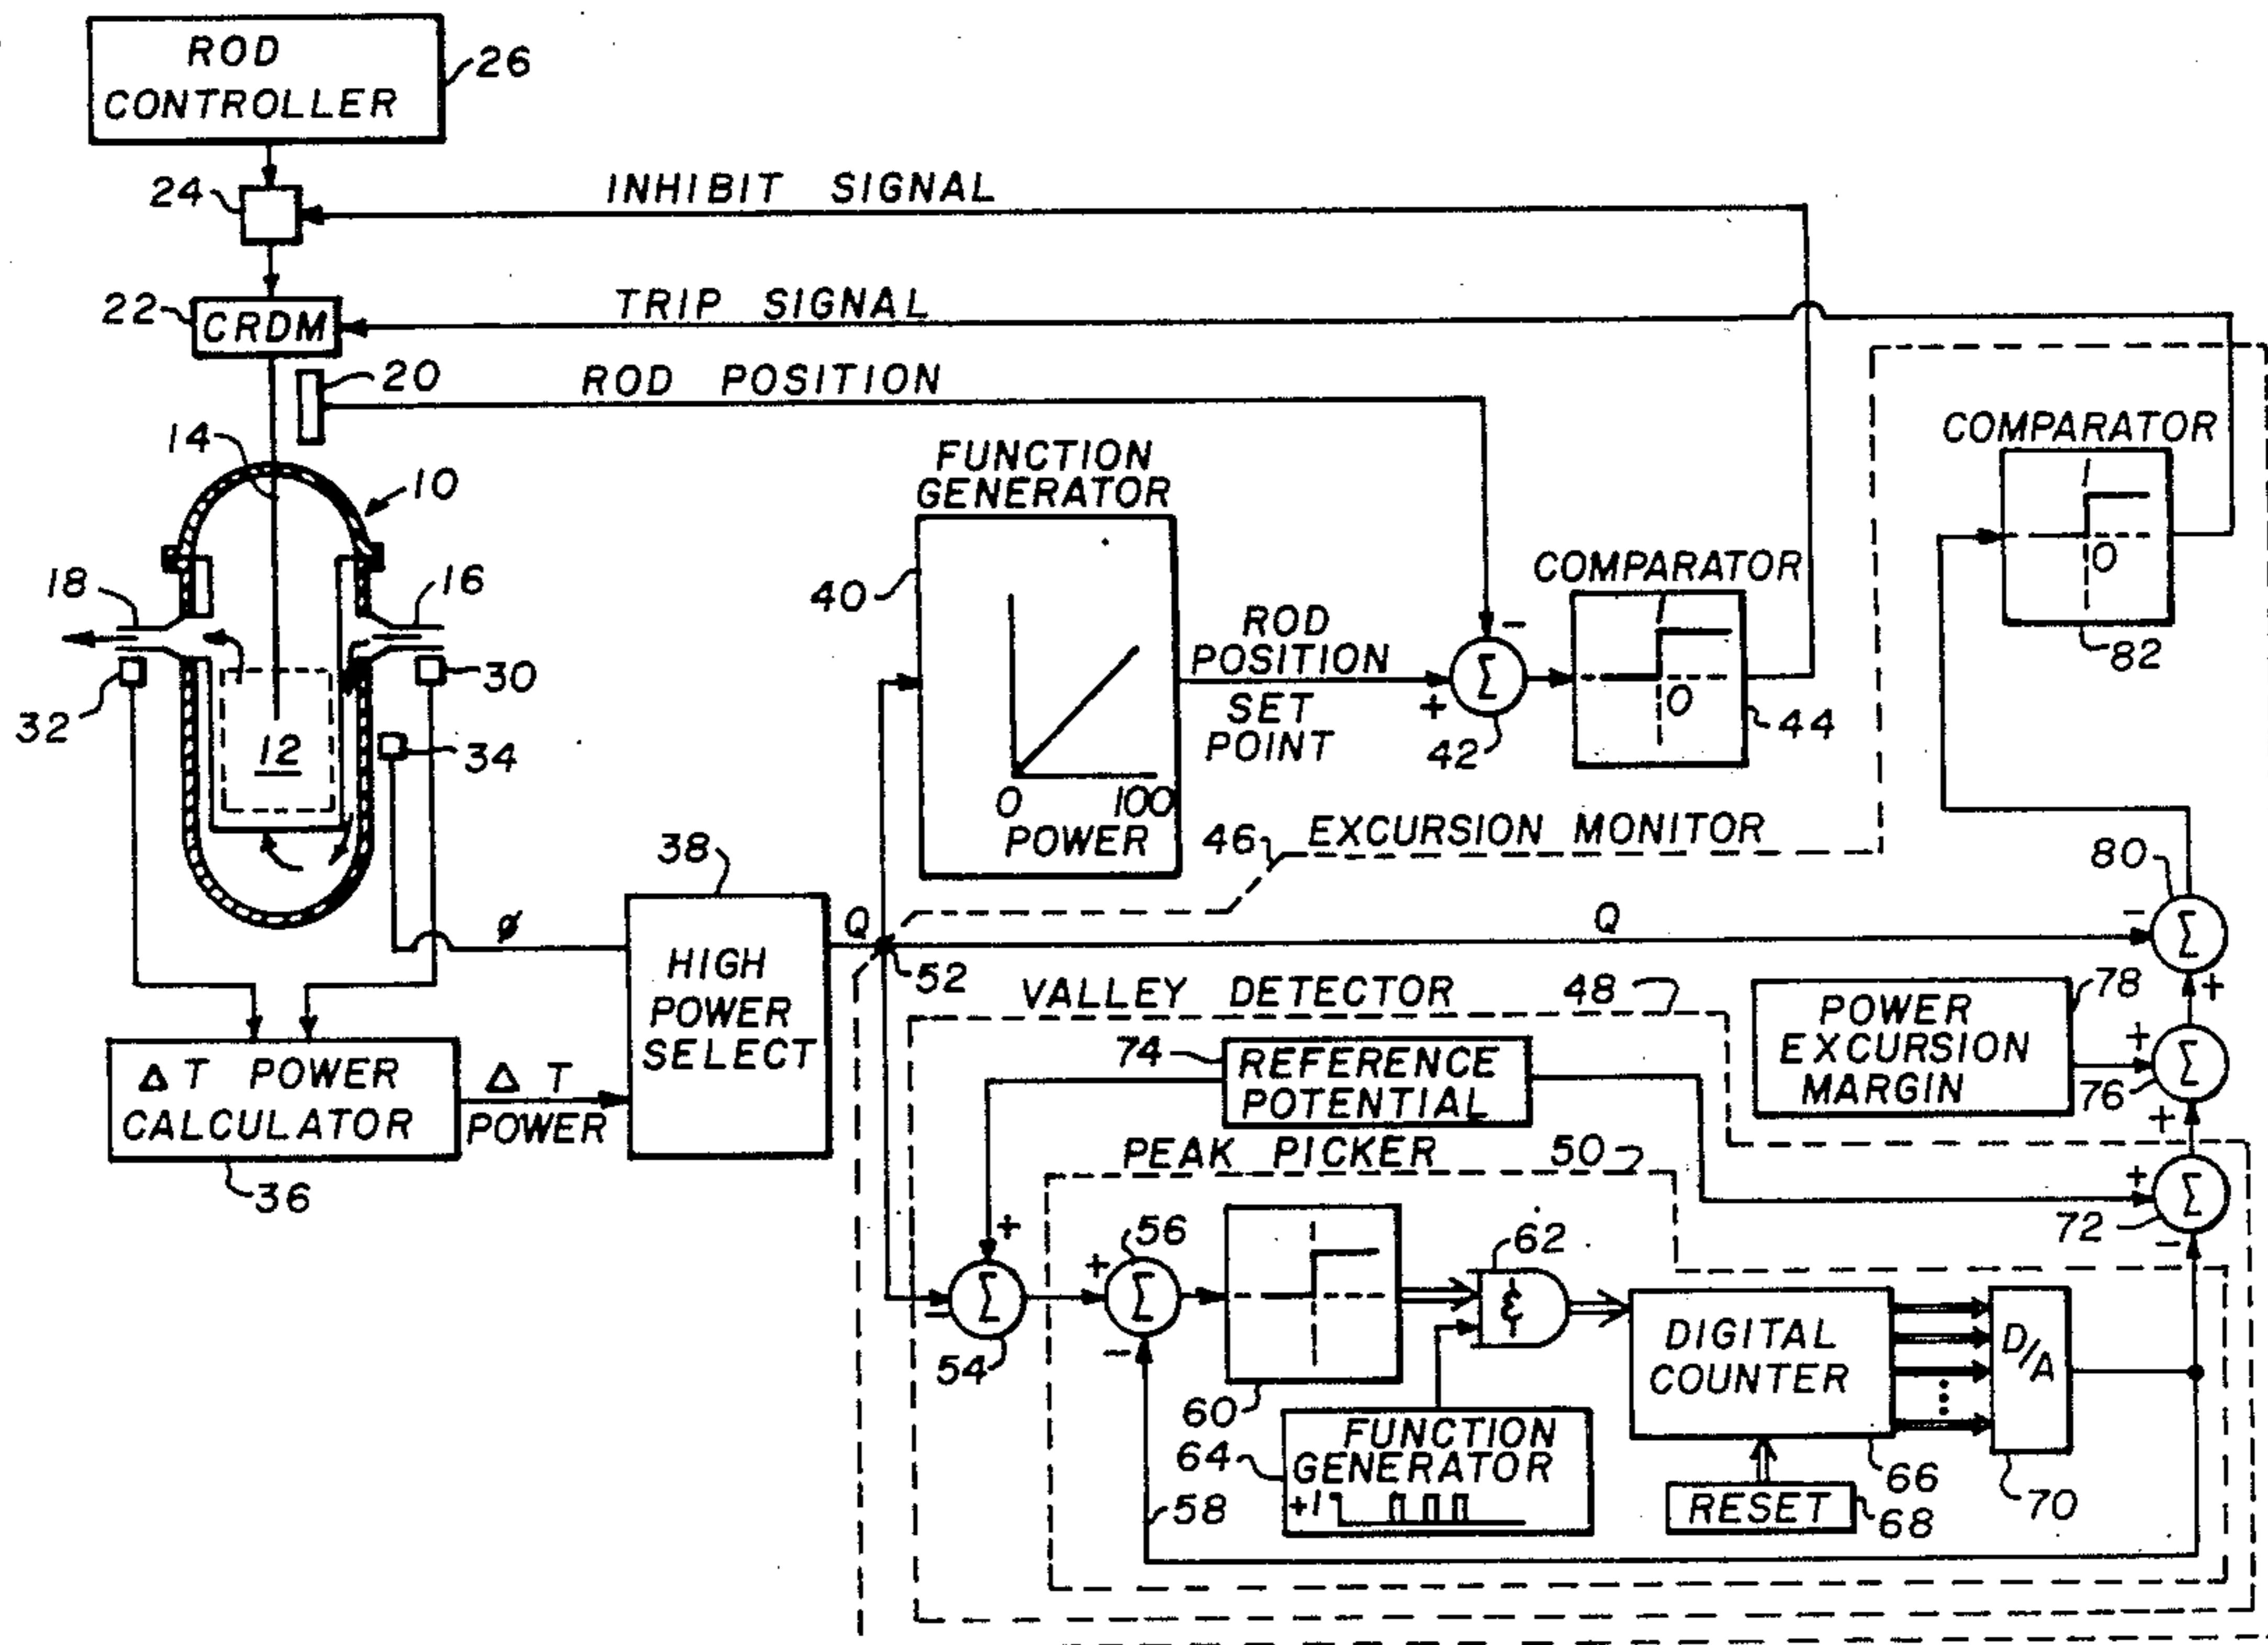 ROD
CONTROLLER
26
24
INHIBIT SIGNAL
22
CRDM
TRIP SIGNAL
20
ROD POSITION
14
10
18
16
32
30
12
34
FUNCTION
GENERATOR
40
0 100
POWER
ROD
POSITION
SET
POINT
-
+
Σ
42
COMPARATOR
0
44
COMPARATOR
0
82
46
EXCURSION MONITOR
38
HIGH
POWER
SELECT
ø
Δ T POWER
CALCULATOR
36
Δ T
POWER
Q
52
Q
80
-
Σ
+
VALLEY DETECTOR
48
POWER
EXCURSION
MARGIN
78
+
Σ
76
+
74
REFERENCE
POTENTIAL
PEAK PICKER
50
+
Σ
72
-
+
-
Σ
54
56
+
Σ
-
58
60
62
&
FUNCTION
GENERATOR
64
+1
DIGITAL
COUNTER
66
RESET
68
D/A
70